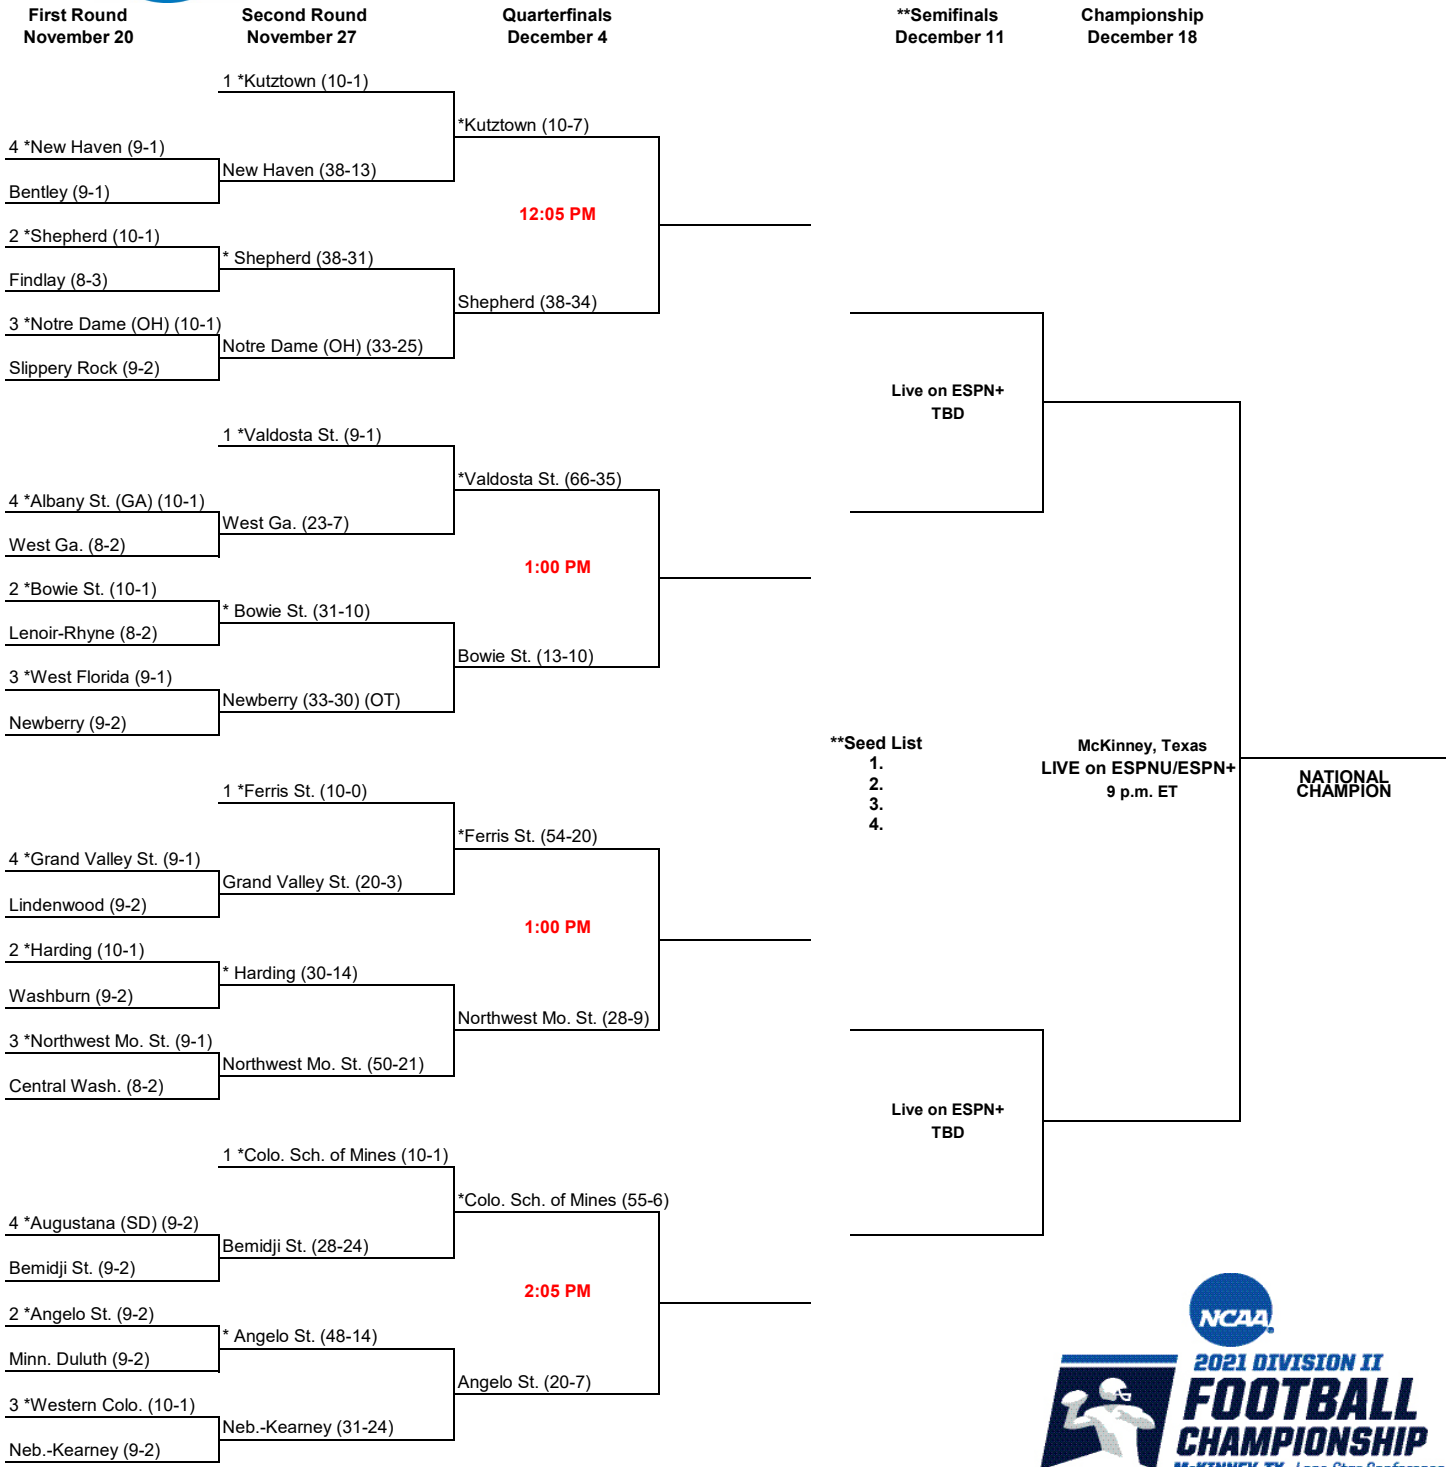 First Round
November 20
Second Round
November 27
Quarterfinals
December 4
**Semifinals
December 11
Championship
December 18
1 *Kutztown (10-1)
*Kutztown (10-7)
4 *New Haven (9-1)
New Haven (38-13)
Bentley (9-1)
12:05 PM
2 *Shepherd (10-1)
* Shepherd (38-31)
Findlay (8-3)
Shepherd (38-34)
3 *Notre Dame (OH) (10-1)
Notre Dame (OH) (33-25)
Slippery Rock (9-2)
Live on ESPN+
TBD
1 *Valdosta St. (9-1)
*Valdosta St. (66-35)
4 *Albany St. (GA) (10-1)
West Ga. (23-7)
West Ga. (8-2)
1:00 PM
2 *Bowie St. (10-1)
* Bowie St. (31-10)
Lenoir-Rhyne (8-2)
Bowie St. (13-10)
3 *West Florida (9-1)
Newberry (33-30) (OT)
Newberry (9-2)
**Seed List
1.
2.
3.
4.
McKinney, Texas
LIVE on ESPNU/ESPN+
9 p.m. ET
NATIONAL
CHAMPION
1 *Ferris St. (10-0)
*Ferris St. (54-20)
4 *Grand Valley St. (9-1)
Grand Valley St. (20-3)
Lindenwood (9-2)
1:00 PM
2 *Harding (10-1)
* Harding (30-14)
Washburn (9-2)
Northwest Mo. St. (28-9)
3 *Northwest Mo. St. (9-1)
Northwest Mo. St. (50-21)
Central Wash. (8-2)
Live on ESPN+
TBD
1 *Colo. Sch. of Mines (10-1)
*Colo. Sch. of Mines (55-6)
4 *Augustana (SD) (9-2)
Bemidji St. (28-24)
Bemidji St. (9-2)
2:05 PM
2 *Angelo St. (9-2)
* Angelo St. (48-14)
Minn. Duluth (9-2)
Angelo St. (20-7)
3 *Western Colo. (10-1)
Neb.-Kearney (31-24)
Neb.-Kearney (9-2)
NCAA
2021 DIVISION II
FOOTBALL
CHAMPIONSHIP
McKINNEY, TX Lone Star Conference